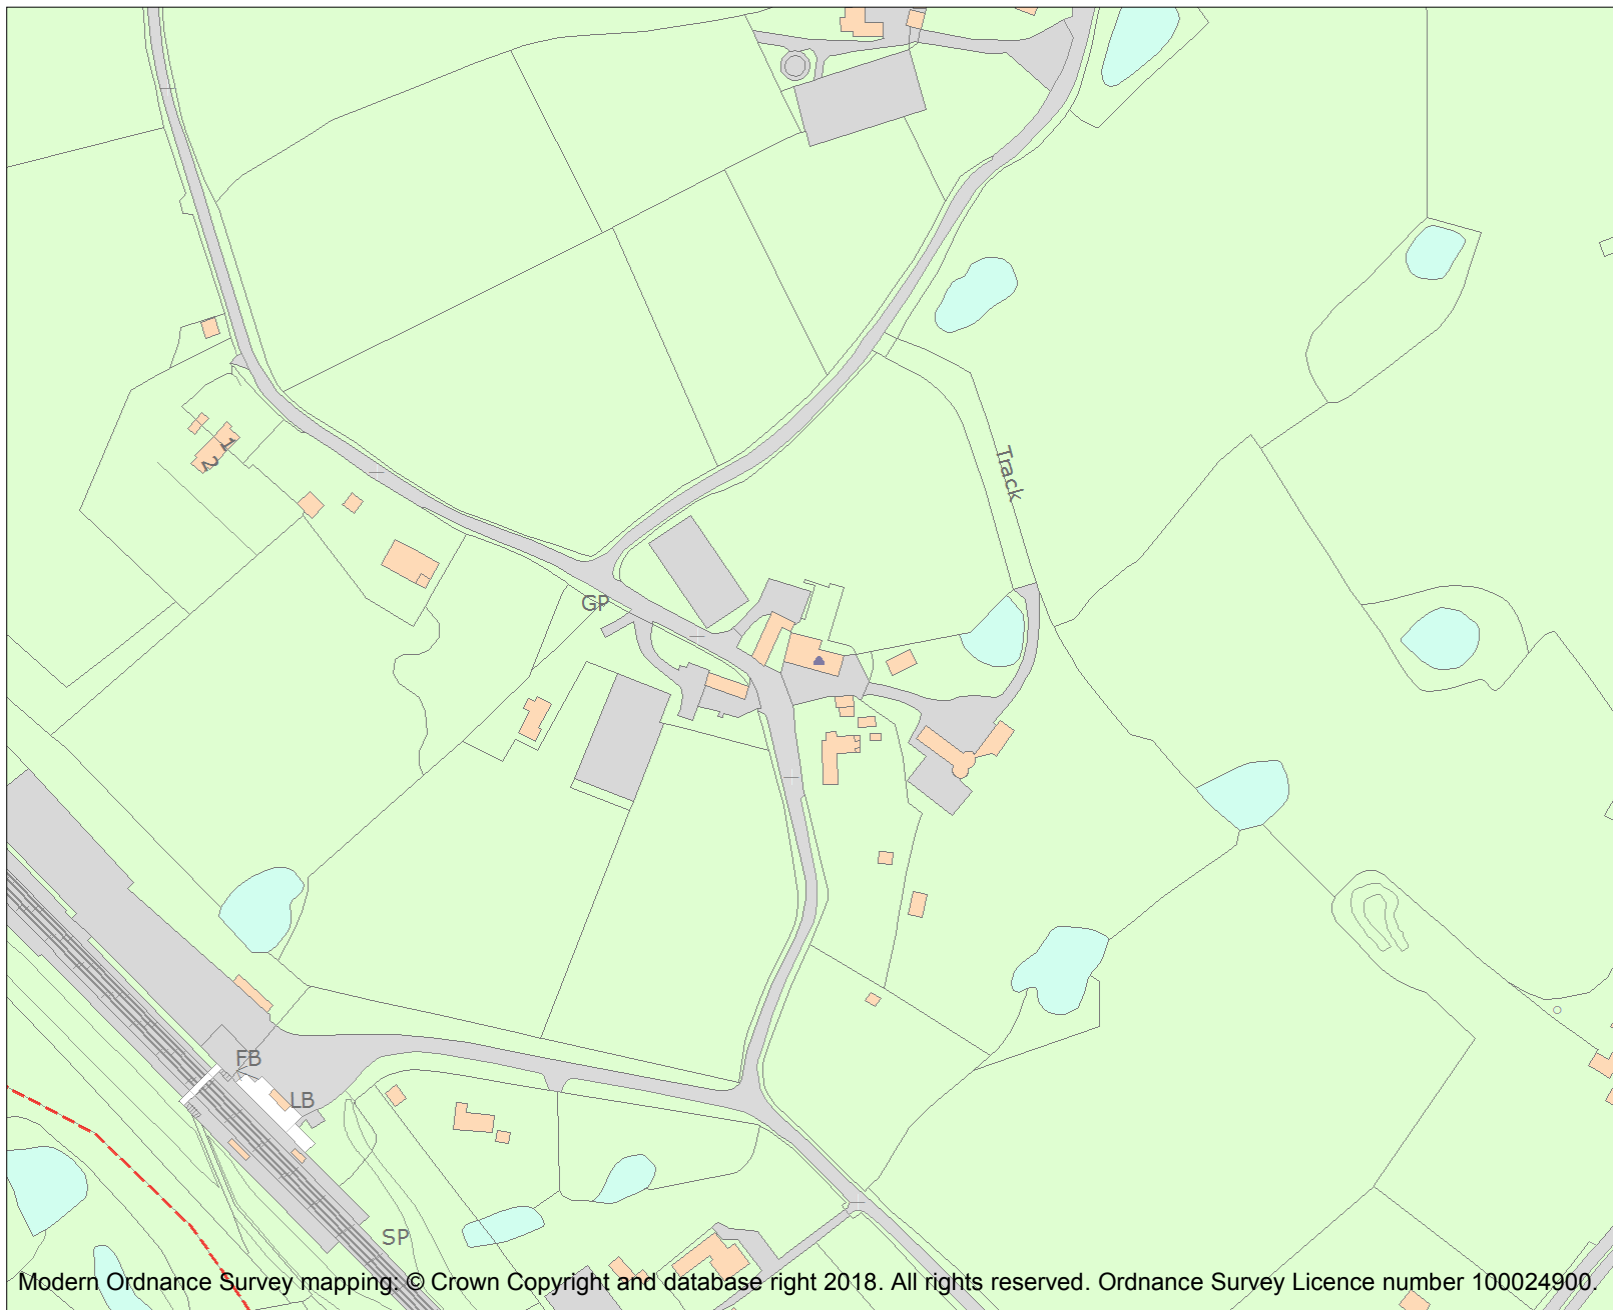 1
2
Track
GP
FB
LB
SP
Modern Ordnance Survey mapping: © Crown Copyright and database right 2018. All rights reserved. Ordnance Survey Licence number 100024900.